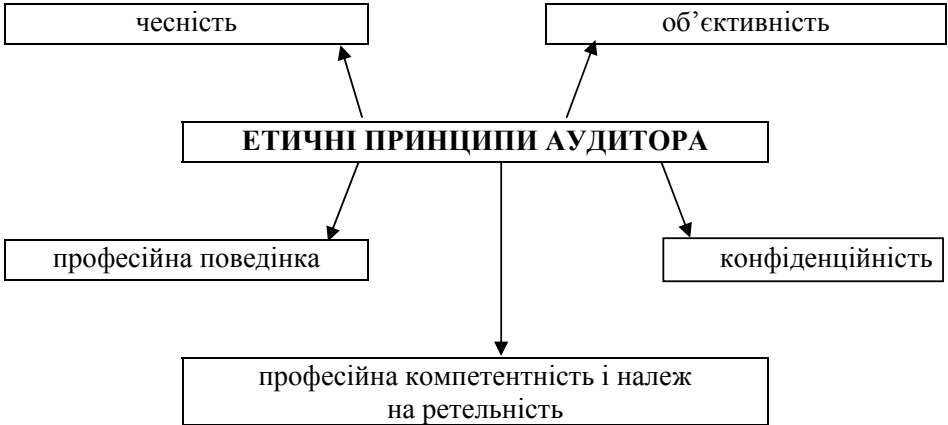 чесність
об’єктивність
ЕТИЧНІ ПРИНЦИПИ АУДИТОРА
професійна поведінка
конфіденційність
професійна компетентність і належ
на ретельність